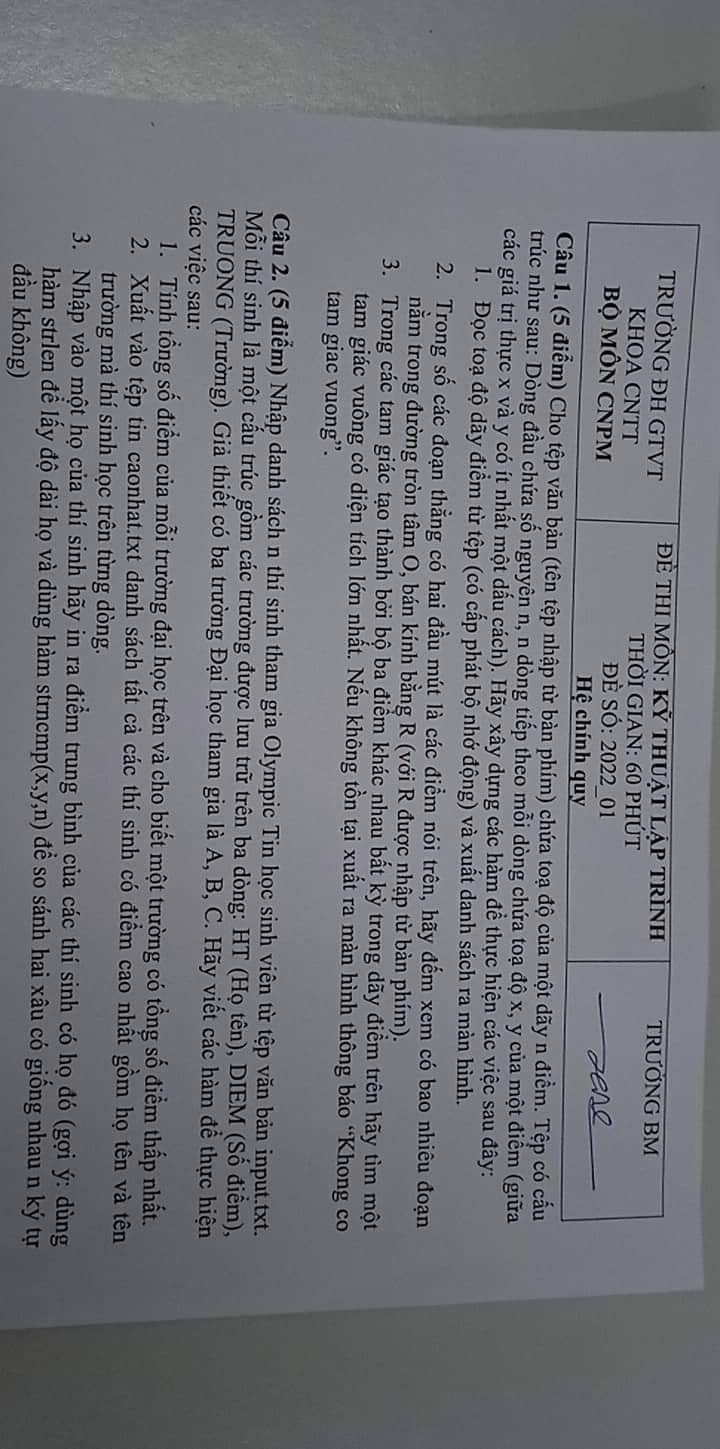 TRƯỜNG ĐH GTVT
KHOA CNTT
BỘ MÔN CNPM
ĐỀ THI MÔN: KỸ THUẬT LẬP TRÌNH
THỜI GIAN: 60 PHÚT
ĐỀ SỐ: 2022_01
Hệ chính quy
TRƯỞNG BM
Câu 1. (5 điểm) Cho tệp văn bản (tên tệp nhập từ bàn phím) chứa toạ độ của một dãy n điểm. Tệp có cấu
trúc như sau: Dòng đầu chứa số nguyên n, n dòng tiếp theo mỗi dòng chứa toạ độ x, y của một điểm (giữa
các giá trị thực x và y có ít nhất một dấu cách). Hãy xây dựng các hàm để thực hiện các việc sau đây:
1. Đọc toạ độ dãy điểm từ tệp (có cấp phát bộ nhớ động) và xuất danh sách ra màn hình.
2. Trong số các đoạn thẳng có hai đầu mút là các điểm nói trên, hãy đếm xem có bao nhiêu đoạn
nằm trong đường tròn tâm O, bán kính bằng R (với R được nhập từ bàn phím).
3. Trong các tam giác tạo thành bởi bộ ba điểm khác nhau bất kỳ trong dãy điểm trên hãy tìm một
tam giác vuông có diện tích lớn nhất. Nếu không tồn tại xuất ra màn hình thông báo “Khong co
tam giac vuong”.
Câu 2. (5 điểm) Nhập danh sách n thí sinh tham gia Olympic Tin học sinh viên từ tệp văn bản input.txt.
Mỗi thí sinh là một cấu trúc gồm các trường được lưu trữ trên ba dòng: HT (Họ tên), DIEM (Số điểm),
TRUONG (Trường). Giả thiết có ba trường Đại học tham gia là A, B, C. Hãy viết các hàm để thực hiện
các việc sau:
1. Tính tổng số điểm của mỗi trường đại học trên và cho biết một trường có tổng số điểm thấp nhất.
2. Xuất vào tệp tin caonhat.txt danh sách tất cả các thí sinh có điểm cao nhất gồm họ tên và tên
trường mà thí sinh học trên từng dòng.
3. Nhập vào một họ của thí sinh hãy in ra điểm trung bình của các thí sinh có họ đó (gợi ý: dùng
hàm strlen để lấy độ dài họ và dùng hàm strncmp(x,y,n) để so sánh hai xâu có giống nhau n ký tự
đầu không)